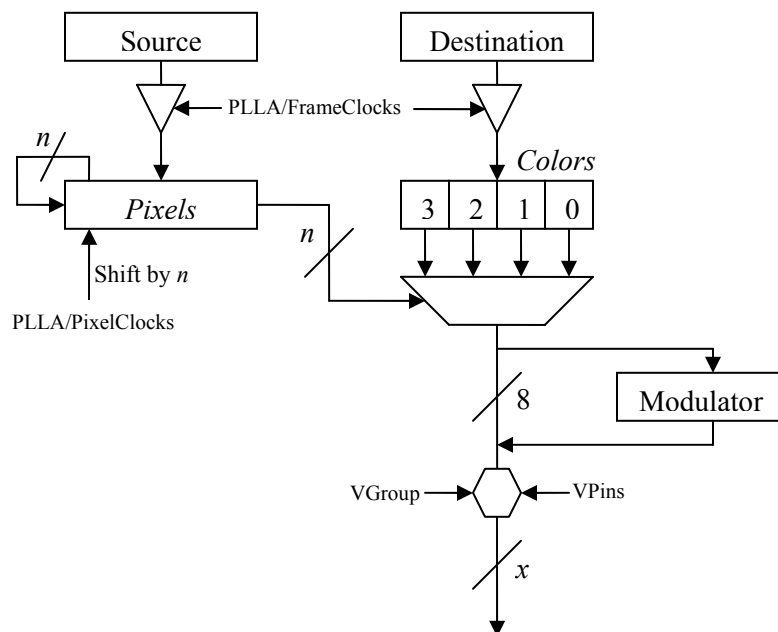 Source
Destination
PLLA/FrameClocks
n
Colors
Pixels
3 2 1 0
n
Shift by n
PLLA/PixelClocks
8
Modulator
VGroup
VPins
x